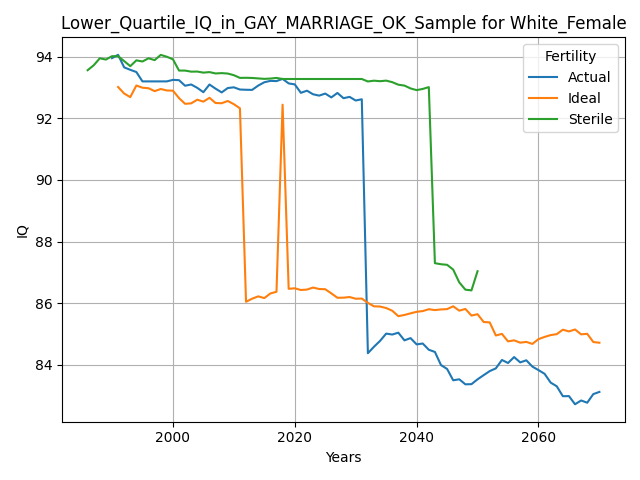 Lower_Quartile_IQ_in_GAY_MARRIAGE_OK_Sample for White_Female
Fertility
Actual
Ideal
Sterile
IQ
94
92
90
88
86
84
2000
2020
2040
2060
Years